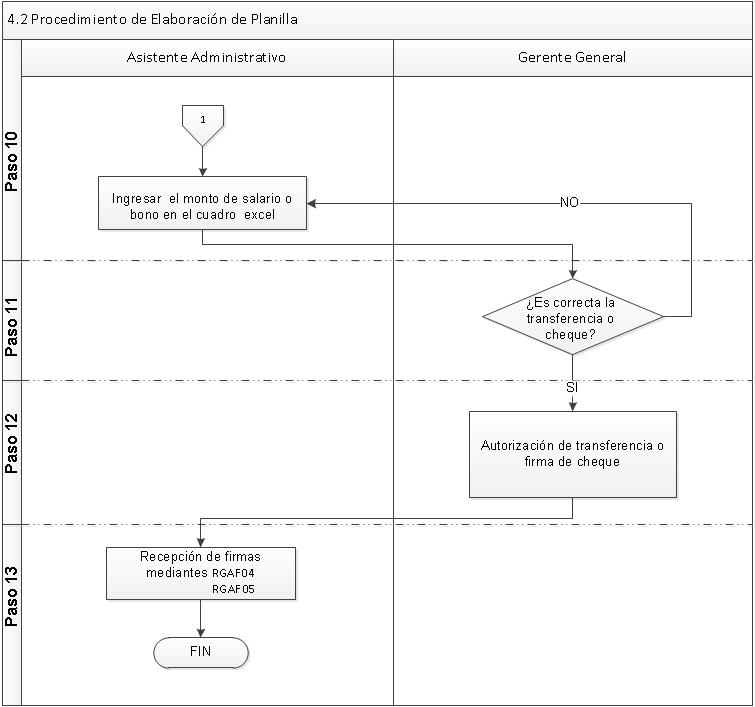 4.2 Procedimiento de Elaboración de Planilla
Asistente Administrativo
Gerente General
Paso 10
1
Ingresar el monto de salario o
bono en el cuadro excel
NO
Paso 11
¿Es correcta la
transferencia o
cheque?
SI
Paso 12
Autorización de transferencia o
firma de cheque
Paso 13
Recepción de firmas
mediantes RGAF04
RGAF05
FIN